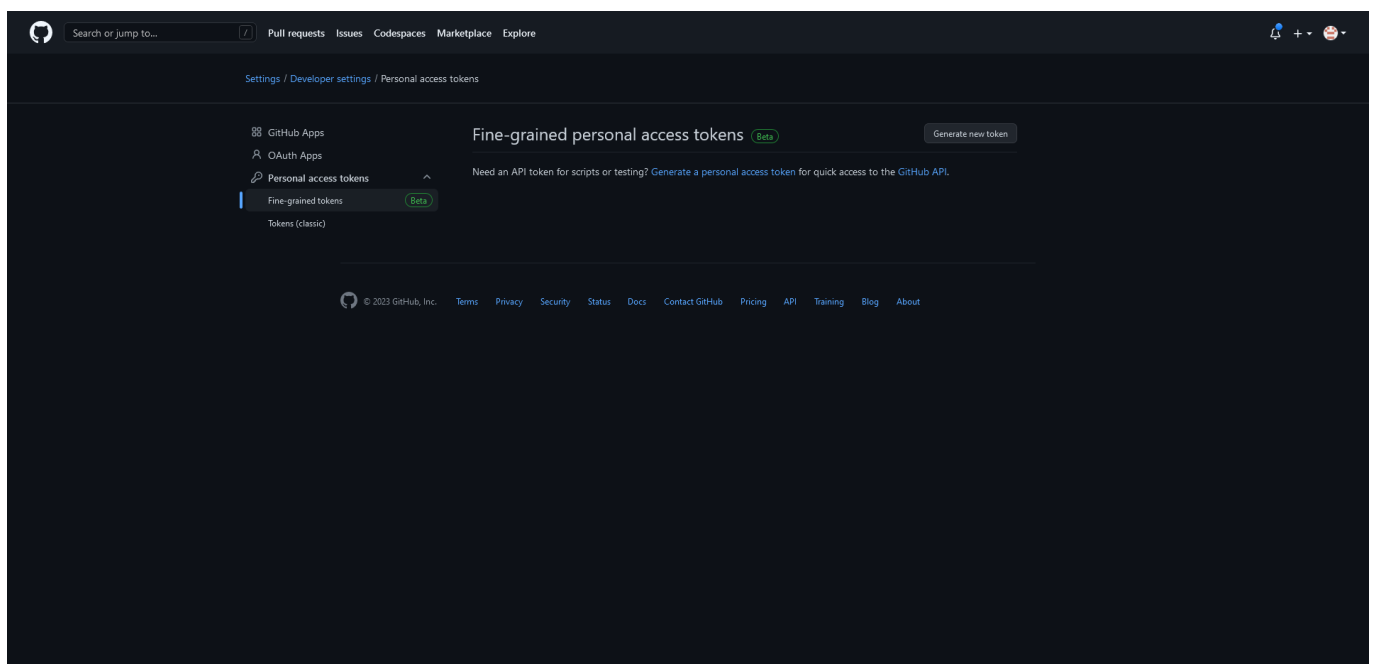 Search or jump to... / Pull requests Issues Codespaces Marketplace Explore
Settings / Developer settings / Personal access tokens
GitHub Apps
OAuth Apps
Personal access tokens
Fine-grained tokens Beta
Tokens (classic)
Fine-grained personal access tokens Beta Generate new token
Need an API token for scripts or testing? Generate a personal access token for quick access to the GitHub API.
© 2023 GitHub, Inc. Terms Privacy Security Status Docs Contact GitHub Pricing API Training Blog About